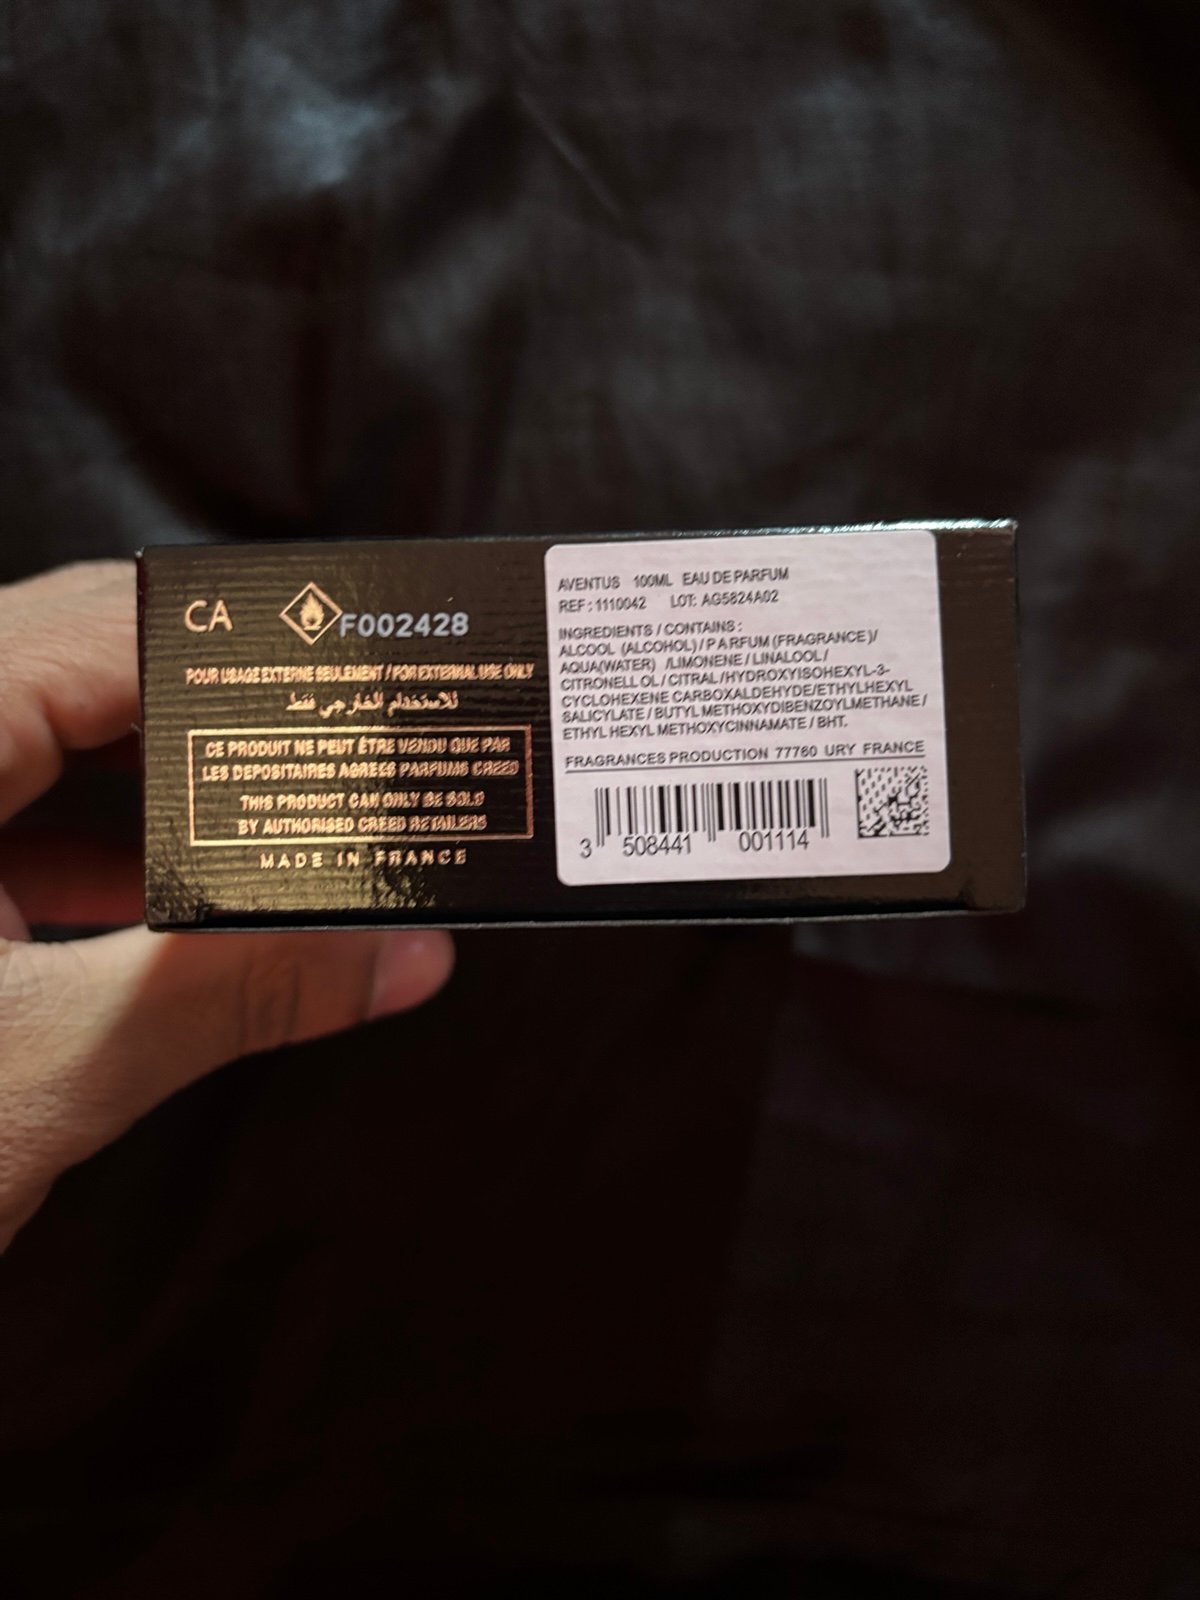 CA
F002428
POUR USAGE EXTERNE SEULEMENT / FOR EXTERNAL USE ONLY
للاستخدام الخارجي فقط
CE PRODUIT NE PEUT ÊTRE VENDU QUE PAR
LES DEPOSITAIRES AGREES PARFUMS CREED
THIS PRODUCT CAN ONLY BE SOLD
BY AUTHORISED CREED RETAILERS
MADE IN FRANCE
AVENTUS 100ML EAU DE PARFUM
REF : 1110042 LOT: AG5824A02
INGREDIENTS / CONTAINS :
ALCOOL (ALCOHOL) / PARFUM (FRAGRANCE )/
AQUA(WATER) /LIMONENE / LINALOOL /
CITRONELL OL / CITRAL /HYDROXYISOHEXYL-3-
CYCLOHEXENE CARBOXALDEHYDE/ETHYLHEXYL
SALICYLATE / BUTYL METHOXYDIBENZOYLMETHANE /
ETHYL HEXYL METHOXYCINNAMATE / BHT.
FRAGRANCES PRODUCTION 77760 URY FRANCE
3 508441 001114